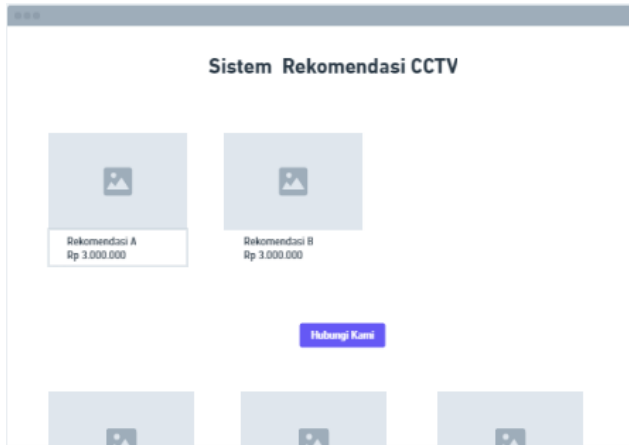 Sistem Rekomendasi CCTV
Rekomendasi A
Rp 3.000.000
Rekomendasi B
Rp 3.000.000
Hubungi Kami